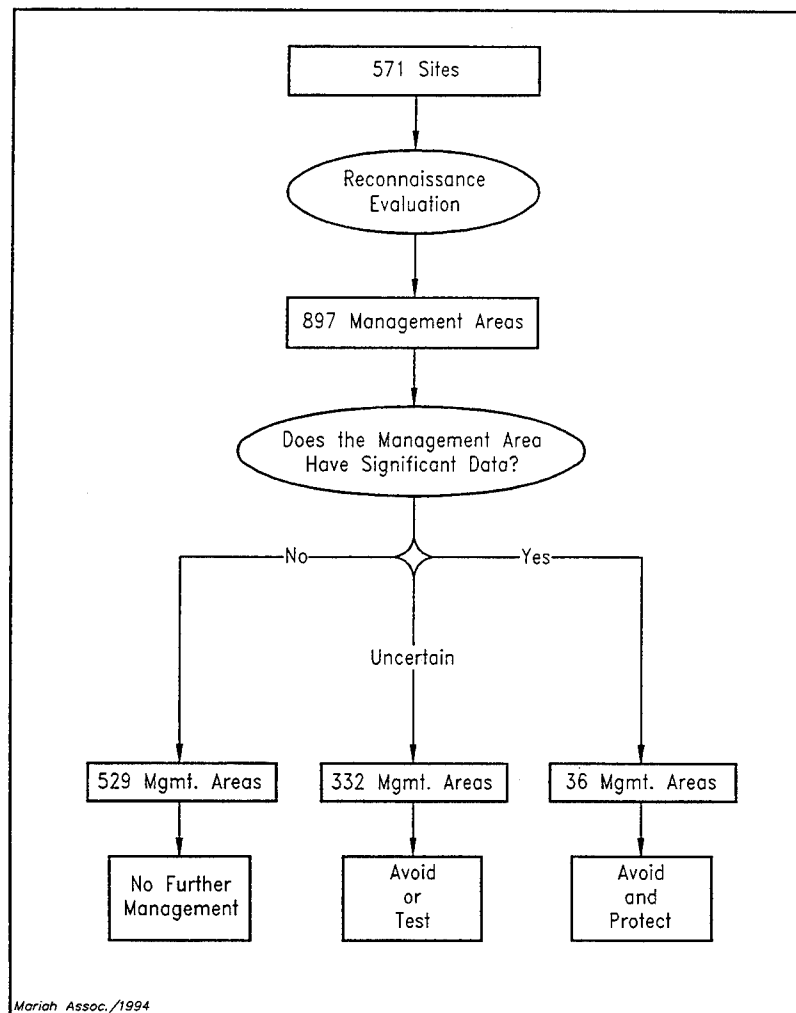 571 Sites
Reconnaissance
Evaluation
897 Management Areas
Does the Management Area
Have Significant Data?
No
Yes
Uncertain
529 Mgmt. Areas
332 Mgmt. Areas
36 Mgmt. Areas
No Further
Management
Avoid
or
Test
Avoid
and
Protect
Mariah Assoc./1994